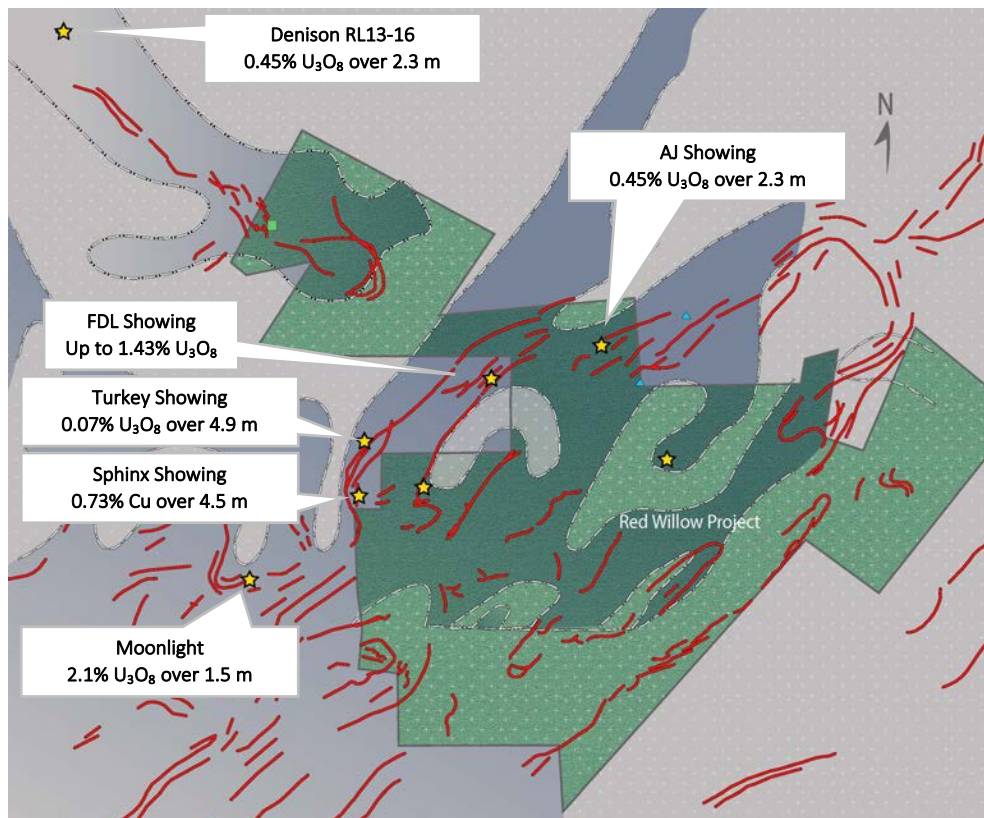 Denison RL13-16
0.45% U₃O₈ over 2.3 m
N
AJ Showing
0.45% U₃O₈ over 2.3 m
FDL Showing
Up to 1.43% U₃O₈
Turkey Showing
0.07% U₃O₈ over 4.9 m
Sphinx Showing
0.73% Cu over 4.5 m
Red Willow Project
Moonlight
2.1% U₃O₈ over 1.5 m